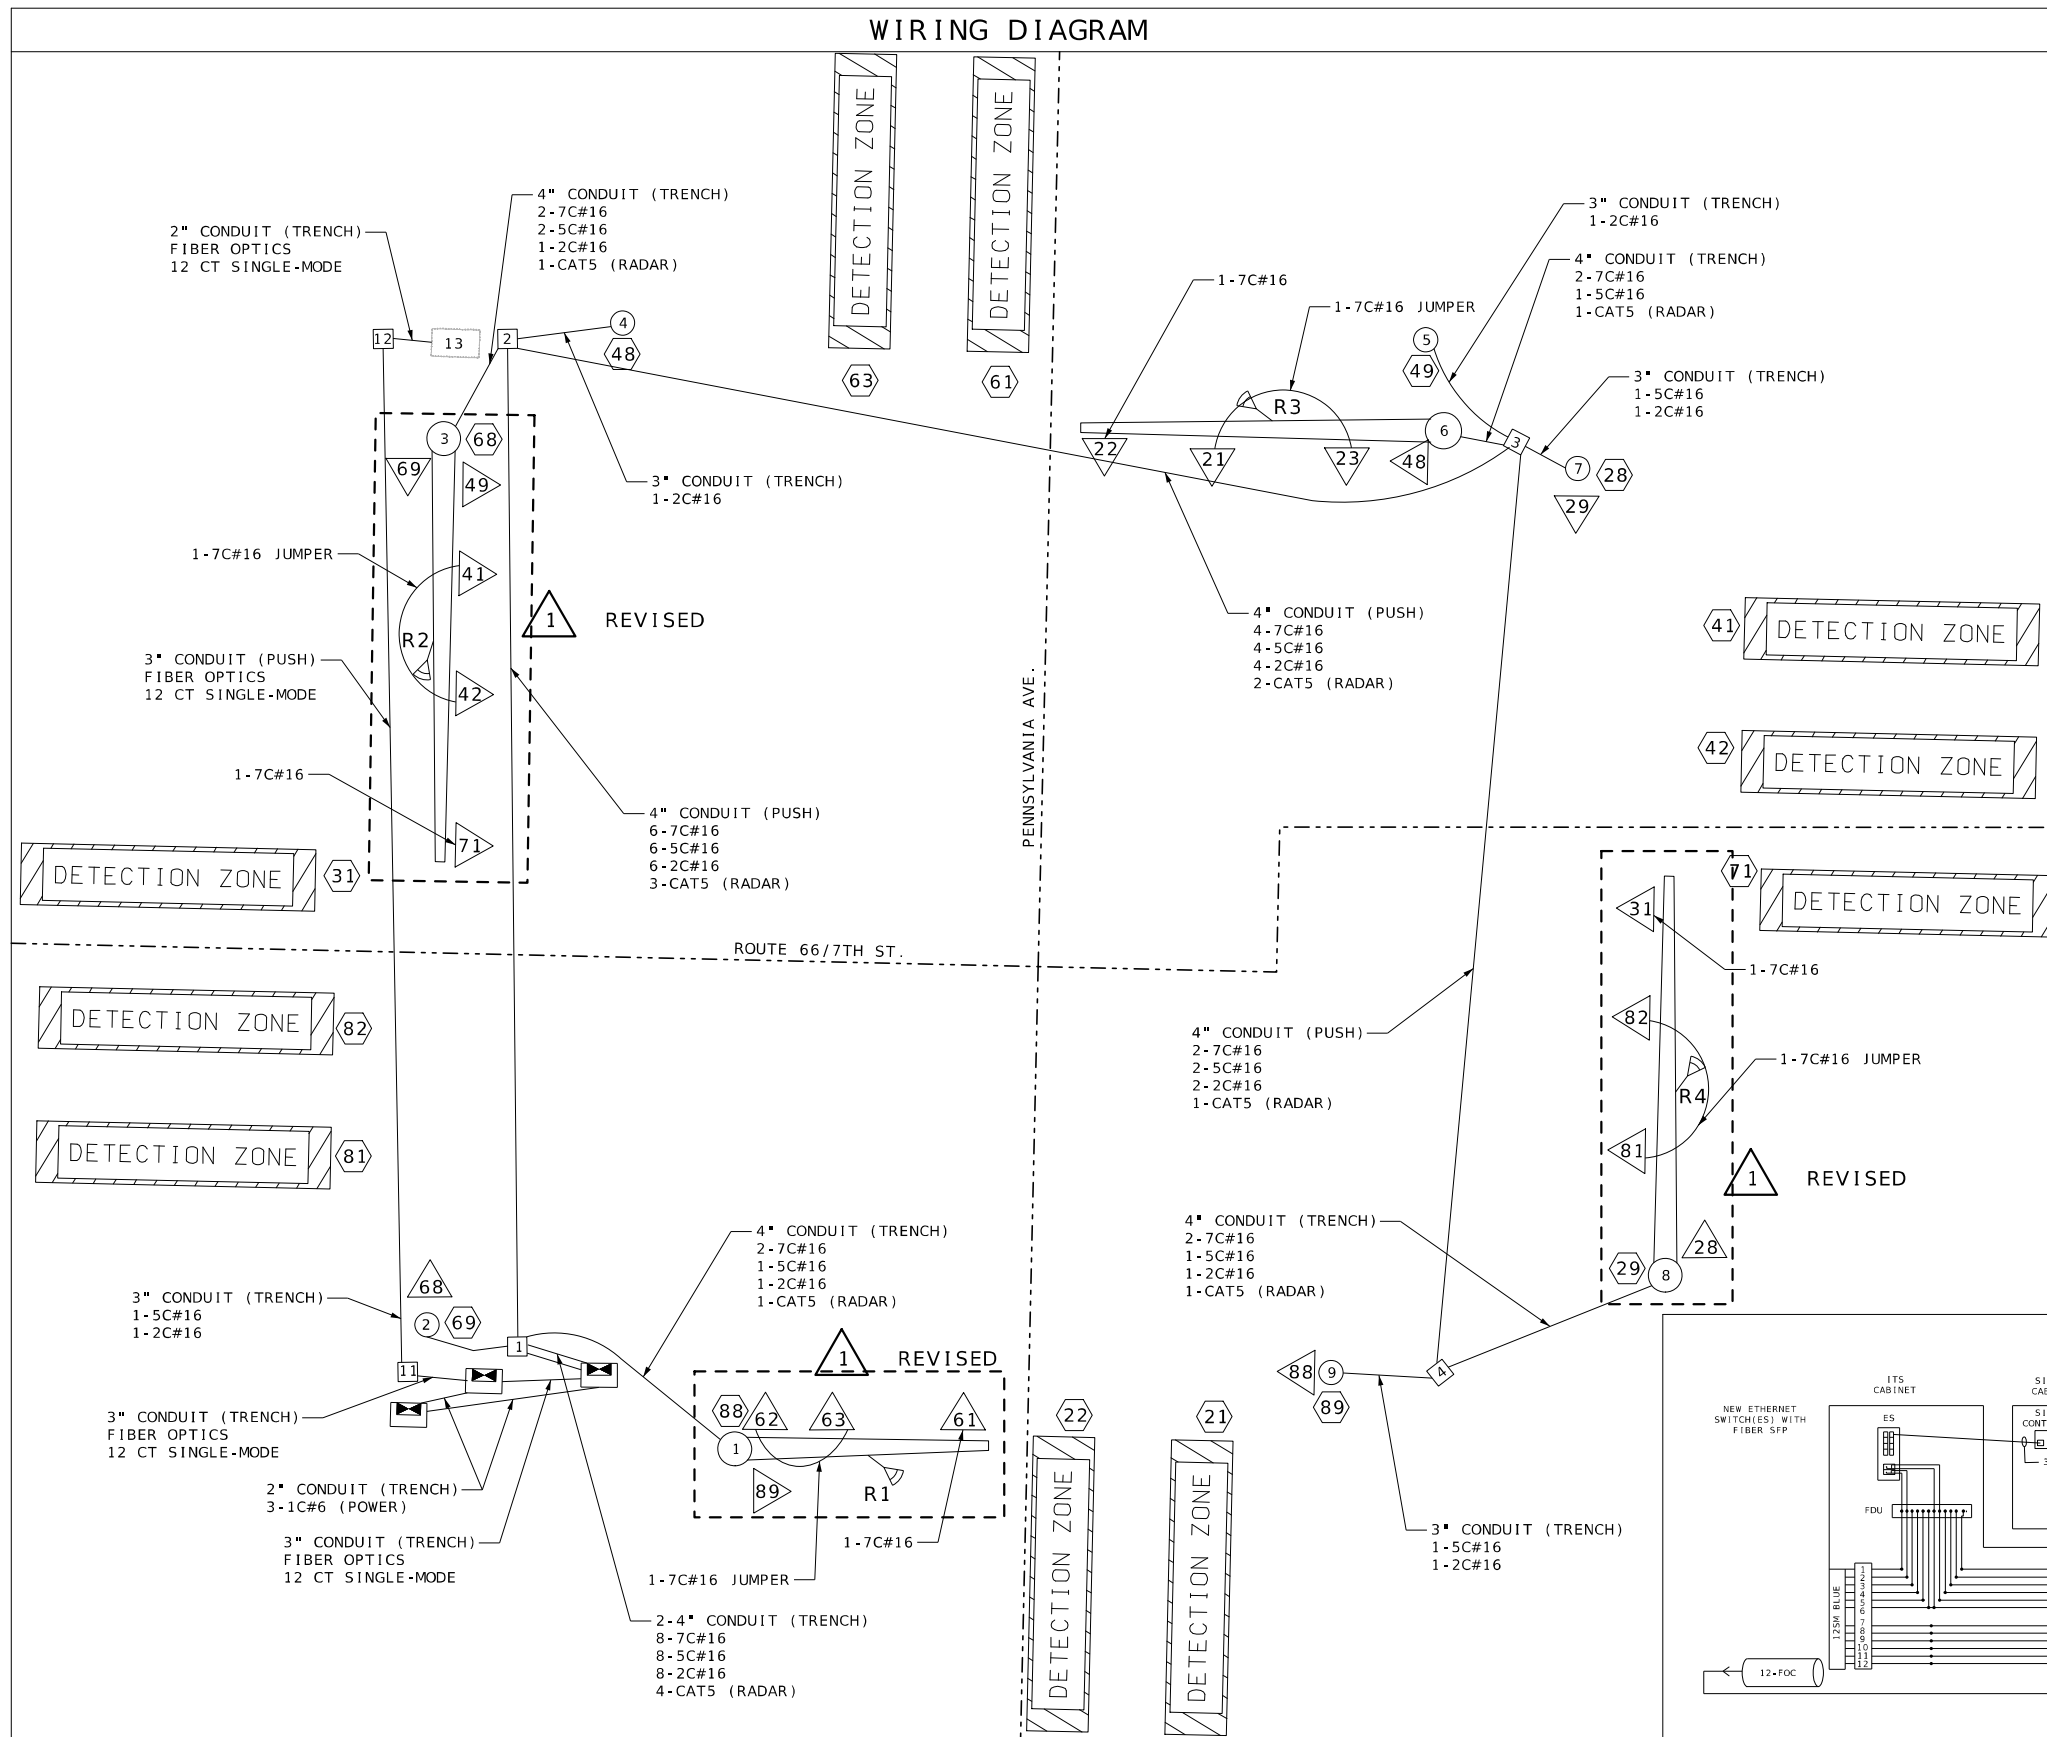 WIRING DIAGRAM
DETECTION ZONE
63
DETECTION ZONE
61
2" CONDUIT (TRENCH)
FIBER OPTICS
12 CT SINGLE-MODE
4" CONDUIT (TRENCH)
2-7C#16
2-5C#16
1-2C#16
1-CAT5 (RADAR)
12
13
2
4
48
3" CONDUIT (TRENCH)
1-2C#16
3
68
69
49
1-7C#16 JUMPER
41
R2
42
1
REVISED
3" CONDUIT (PUSH)
FIBER OPTICS
12 CT SINGLE-MODE
1-7C#16
71
4" CONDUIT (PUSH)
6-7C#16
6-5C#16
6-2C#16
3-CAT5 (RADAR)
1-7C#16
1-7C#16 JUMPER
3" CONDUIT (TRENCH)
1-2C#16
4" CONDUIT (TRENCH)
2-7C#16
1-5C#16
1-CAT5 (RADAR)
3" CONDUIT (TRENCH)
1-5C#16
1-2C#16
5
49
R3
6
3
7
28
22
21
23
48
29
4" CONDUIT (PUSH)
4-7C#16
4-5C#16
4-2C#16
2-CAT5 (RADAR)
PENNSYLVANIA AVE.
41
DETECTION ZONE
42
DETECTION ZONE
71
DETECTION ZONE
DETECTION ZONE
31
ROUTE 66/7TH ST.
DETECTION ZONE
82
DETECTION ZONE
81
31
1-7C#16
82
1-7C#16 JUMPER
R4
81
1
REVISED
28
29
8
4" CONDUIT (PUSH)
2-7C#16
2-5C#16
2-2C#16
1-CAT5 (RADAR)
4" CONDUIT (TRENCH)
2-7C#16
1-5C#16
1-2C#16
1-CAT5 (RADAR)
4" CONDUIT (TRENCH)
2-7C#16
1-5C#16
1-2C#16
1-CAT5 (RADAR)
3" CONDUIT (TRENCH)
1-5C#16
1-2C#16
68
2
69
1
11
1
REVISED
88
62
63
61
1
89
R1
1-7C#16
1-7C#16 JUMPER
3" CONDUIT (TRENCH)
FIBER OPTICS
12 CT SINGLE-MODE
2" CONDUIT (TRENCH)
3-1C#6 (POWER)
3" CONDUIT (TRENCH)
FIBER OPTICS
12 CT SINGLE-MODE
2-4" CONDUIT (TRENCH)
8-7C#16
8-5C#16
8-2C#16
4-CAT5 (RADAR)
88
9
89
4
3" CONDUIT (TRENCH)
1-5C#16
1-2C#16
22
DETECTION ZONE
21
DETECTION ZONE
ITS
CABINET
SI
CAB
NEW ETHERNET
SWITCH(ES) WITH
FIBER SFP
ES
SI
CONT
3
FDU
12SM BLUE
1
2
3
4
5
6
7
8
9
10
11
12
12-FOC